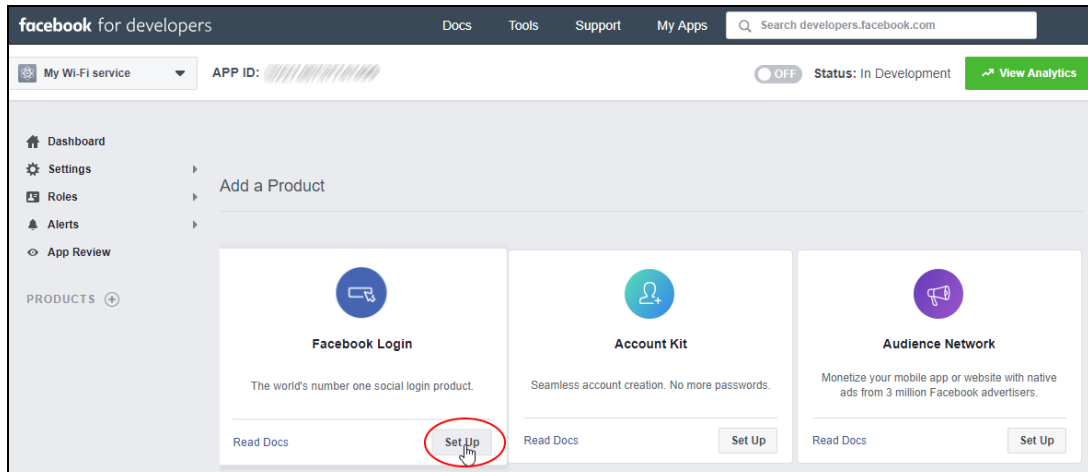 facebook for developers Docs Tools Support My Apps Search developers.facebook.com
My Wi-Fi service APP ID: OFF Status: In Development View Analytics
Dashboard
Settings
Roles
Alerts
App Review
PRODUCTS
Add a Product
Facebook Login
The world's number one social login product.
Read Docs Set Up
Account Kit
Seamless account creation. No more passwords.
Read Docs Set Up
Audience Network
Monetize your mobile app or website with native
ads from 3 million Facebook advertisers.
Read Docs Set Up